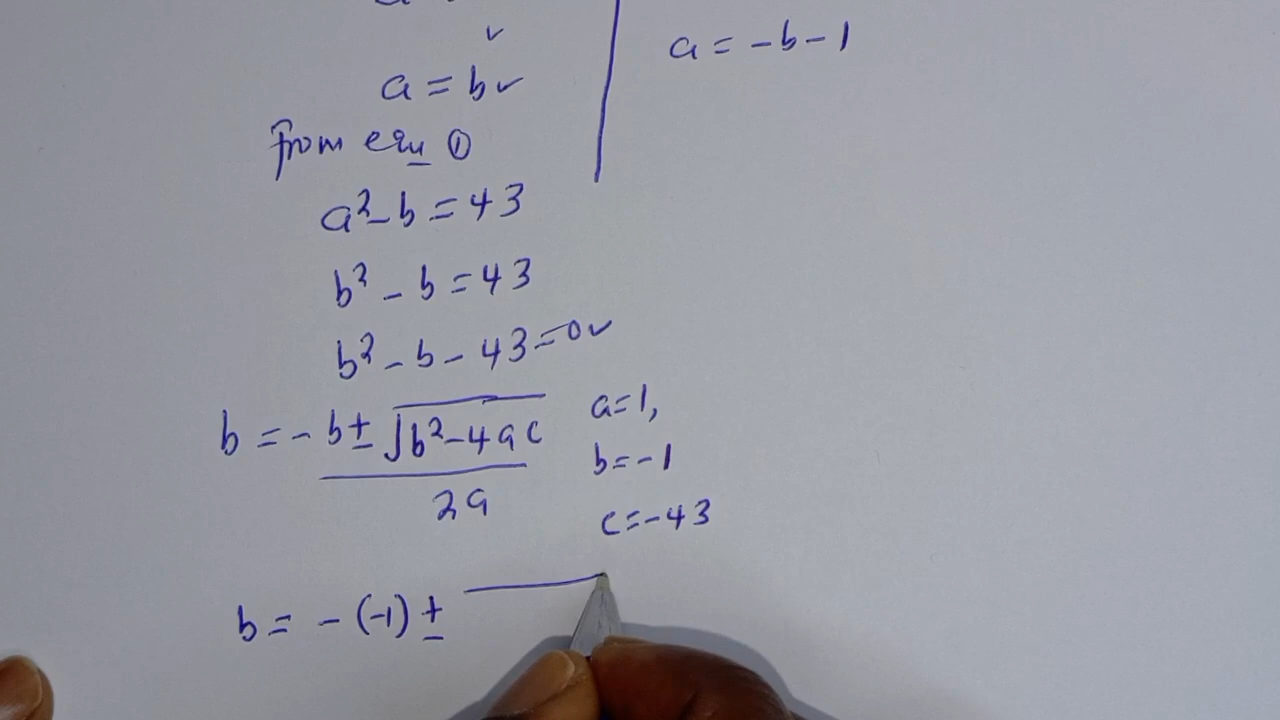 a = b ✓
from eqn ①
a² - b = 43
b² - b = 43
b² - b - 43 = 0 ✓
b = - b ± √b² - 4ac
2a
a = 1,
b = -1
c = -43
b = - (-1) ±
a = -b - 1